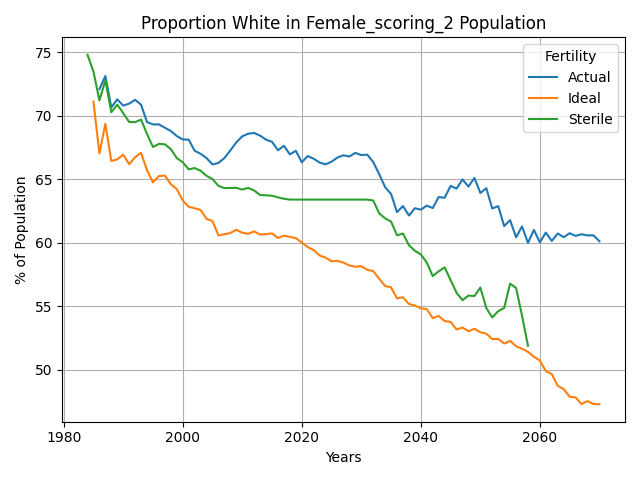 Proportion White in Female_scoring_2 Population
% of Population
75
70
65
60
55
50
Fertility
Actual
Ideal
Sterile
1980
2000
2020
2040
2060
Years